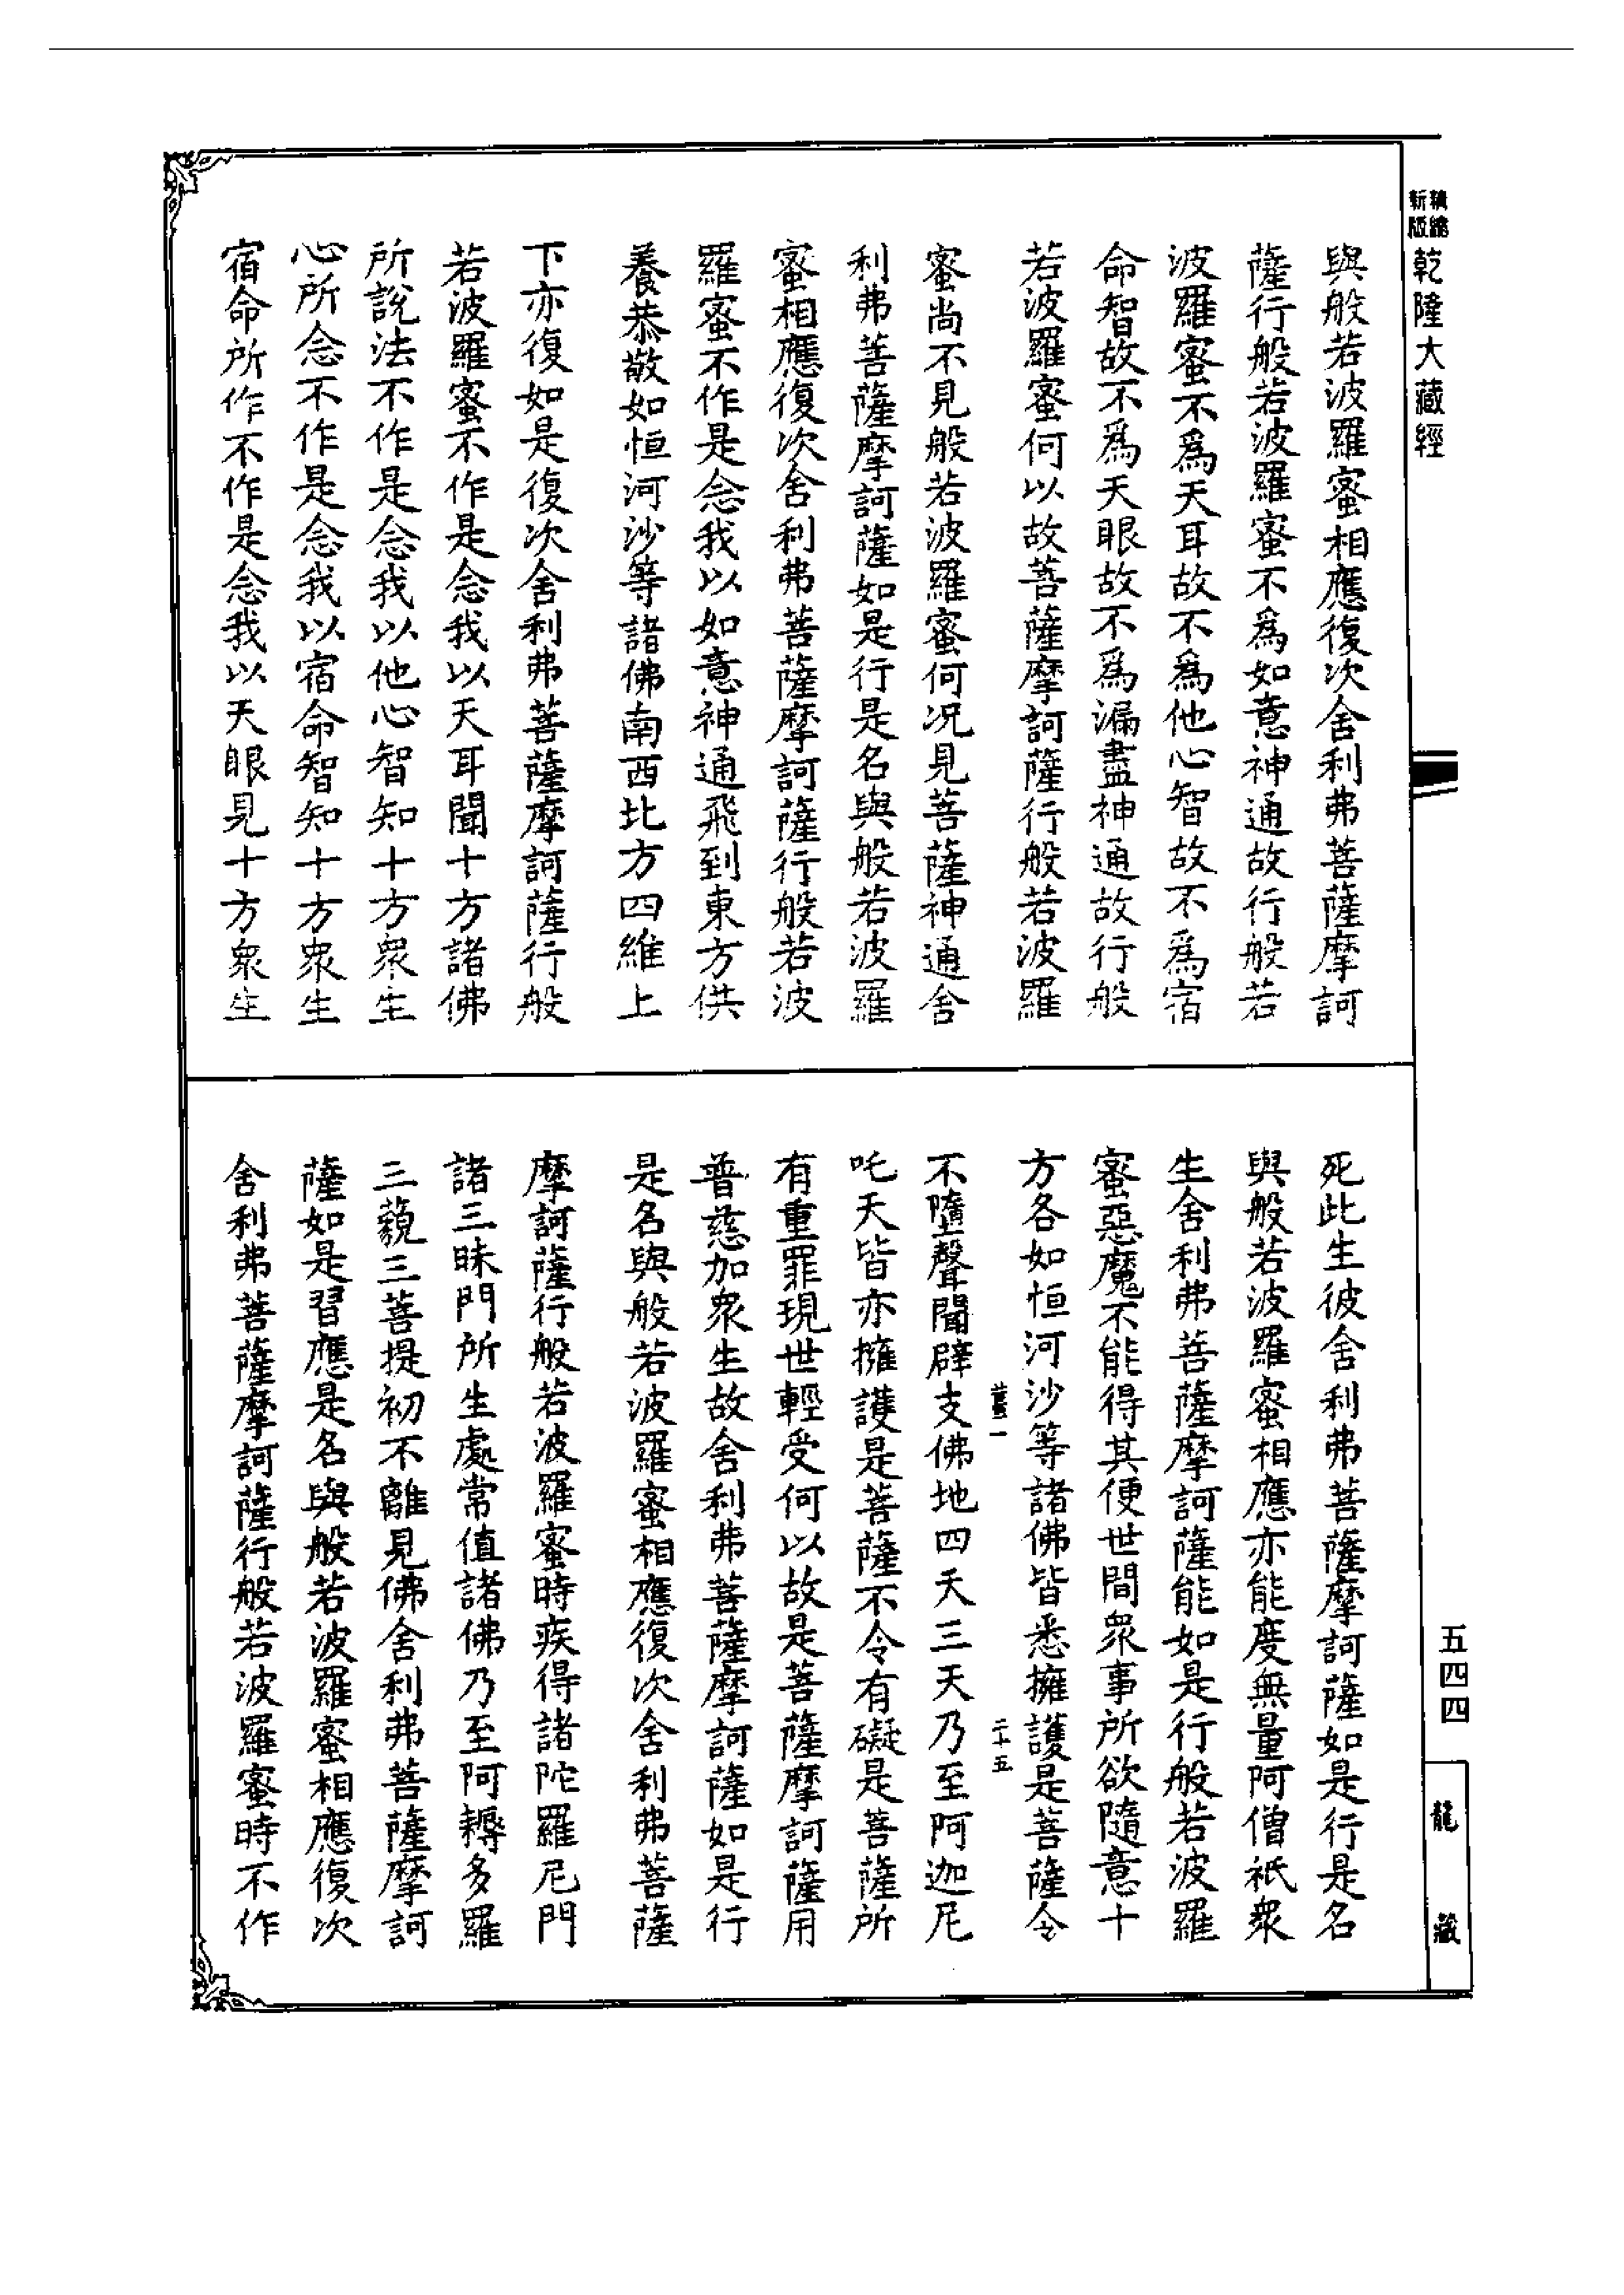 精縮
新版
乾隆大藏經
與般若波羅蜜相應復次舍利弗菩薩摩訶
薩行般若波羅蜜不為如意神通故行般若
波羅蜜不為天耳故不為他心智故不為宿
命智故不為天眼故不為漏盡神通故行般
若波羅蜜何以故菩薩摩訶薩行般若波羅
蜜尚不見般若波羅蜜何况見菩薩神通舍
利弗菩薩摩訶薩如是行是名與般若波羅
蜜相應復次舍利弗菩薩摩訶薩行般若波
羅蜜不作是念我以如意神通飛到東方供
養恭敬如恒河沙等諸佛南西北方四維上
下亦復如是復次舍利弗菩薩摩訶薩行般
若波羅蜜不作是念我以天耳聞十方諸佛
所說法不作是念我以他心智知十方衆生
心所念不作是念我以宿命智知十方衆生
宿命所作不作是念我以天眼見十方衆生
死此生彼舍利弗菩薩摩訶薩如是行是名
與般若波羅蜜相應亦能度無量阿僧祇衆
生舍利弗菩薩摩訶薩能如是行般若波羅
蜜惡魔不能得其便世間衆事所欲隨意十
方各如恒河沙等諸佛皆悉擁護是菩薩令
薑一
二十五
不墮聲聞辟支佛地四天三天乃至阿迦尼
吒天皆亦擁護是菩薩不令有礙是菩薩所
有重罪現世輕受何以故是菩薩摩訶薩用
普慈加衆生故舍利弗菩薩摩訶薩如是行
是名與般若波羅蜜相應復次舍利弗菩薩
摩訶薩行般若波羅蜜時疾得諸陀羅尼門
諸三昧門所生處常值諸佛乃至阿耨多羅
三藐三菩提初不離見佛舍利弗菩薩摩訶
薩如是習應是名與般若波羅蜜相應復次
舍利弗菩薩摩訶薩行般若波羅蜜時不作
五四四
龍藏